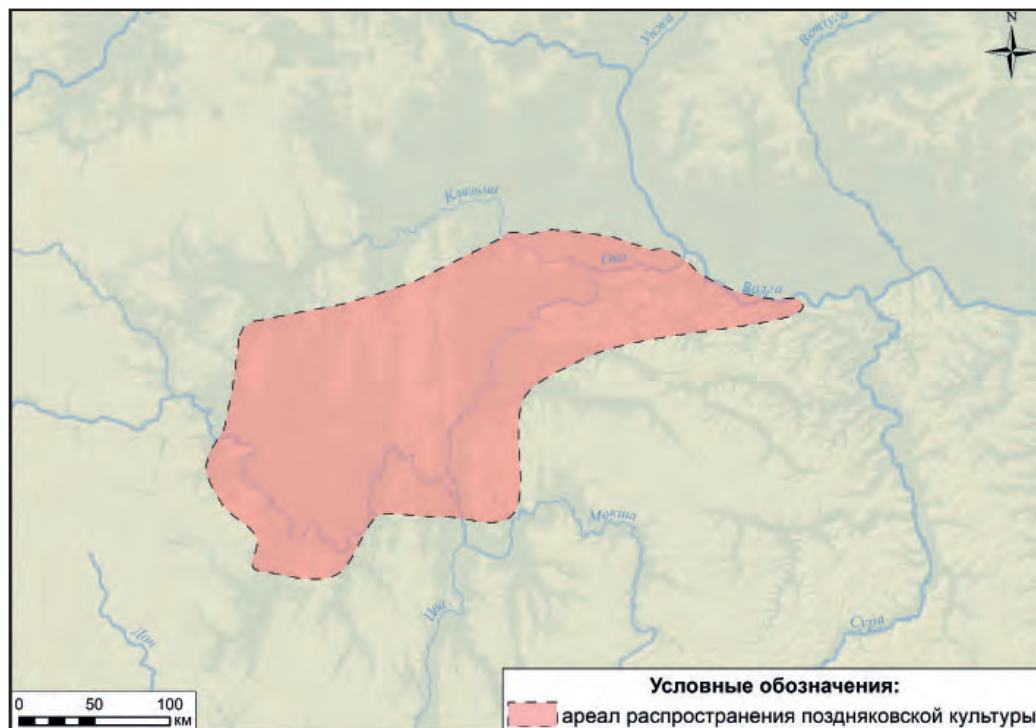 N
Унжа
Ветлуга
Клязьма
Ока
Волга
Мокша
Цна
Дон
Сура
0 50 100
КМ
Условные обозначения:
ареал распространения поздняковской культуры